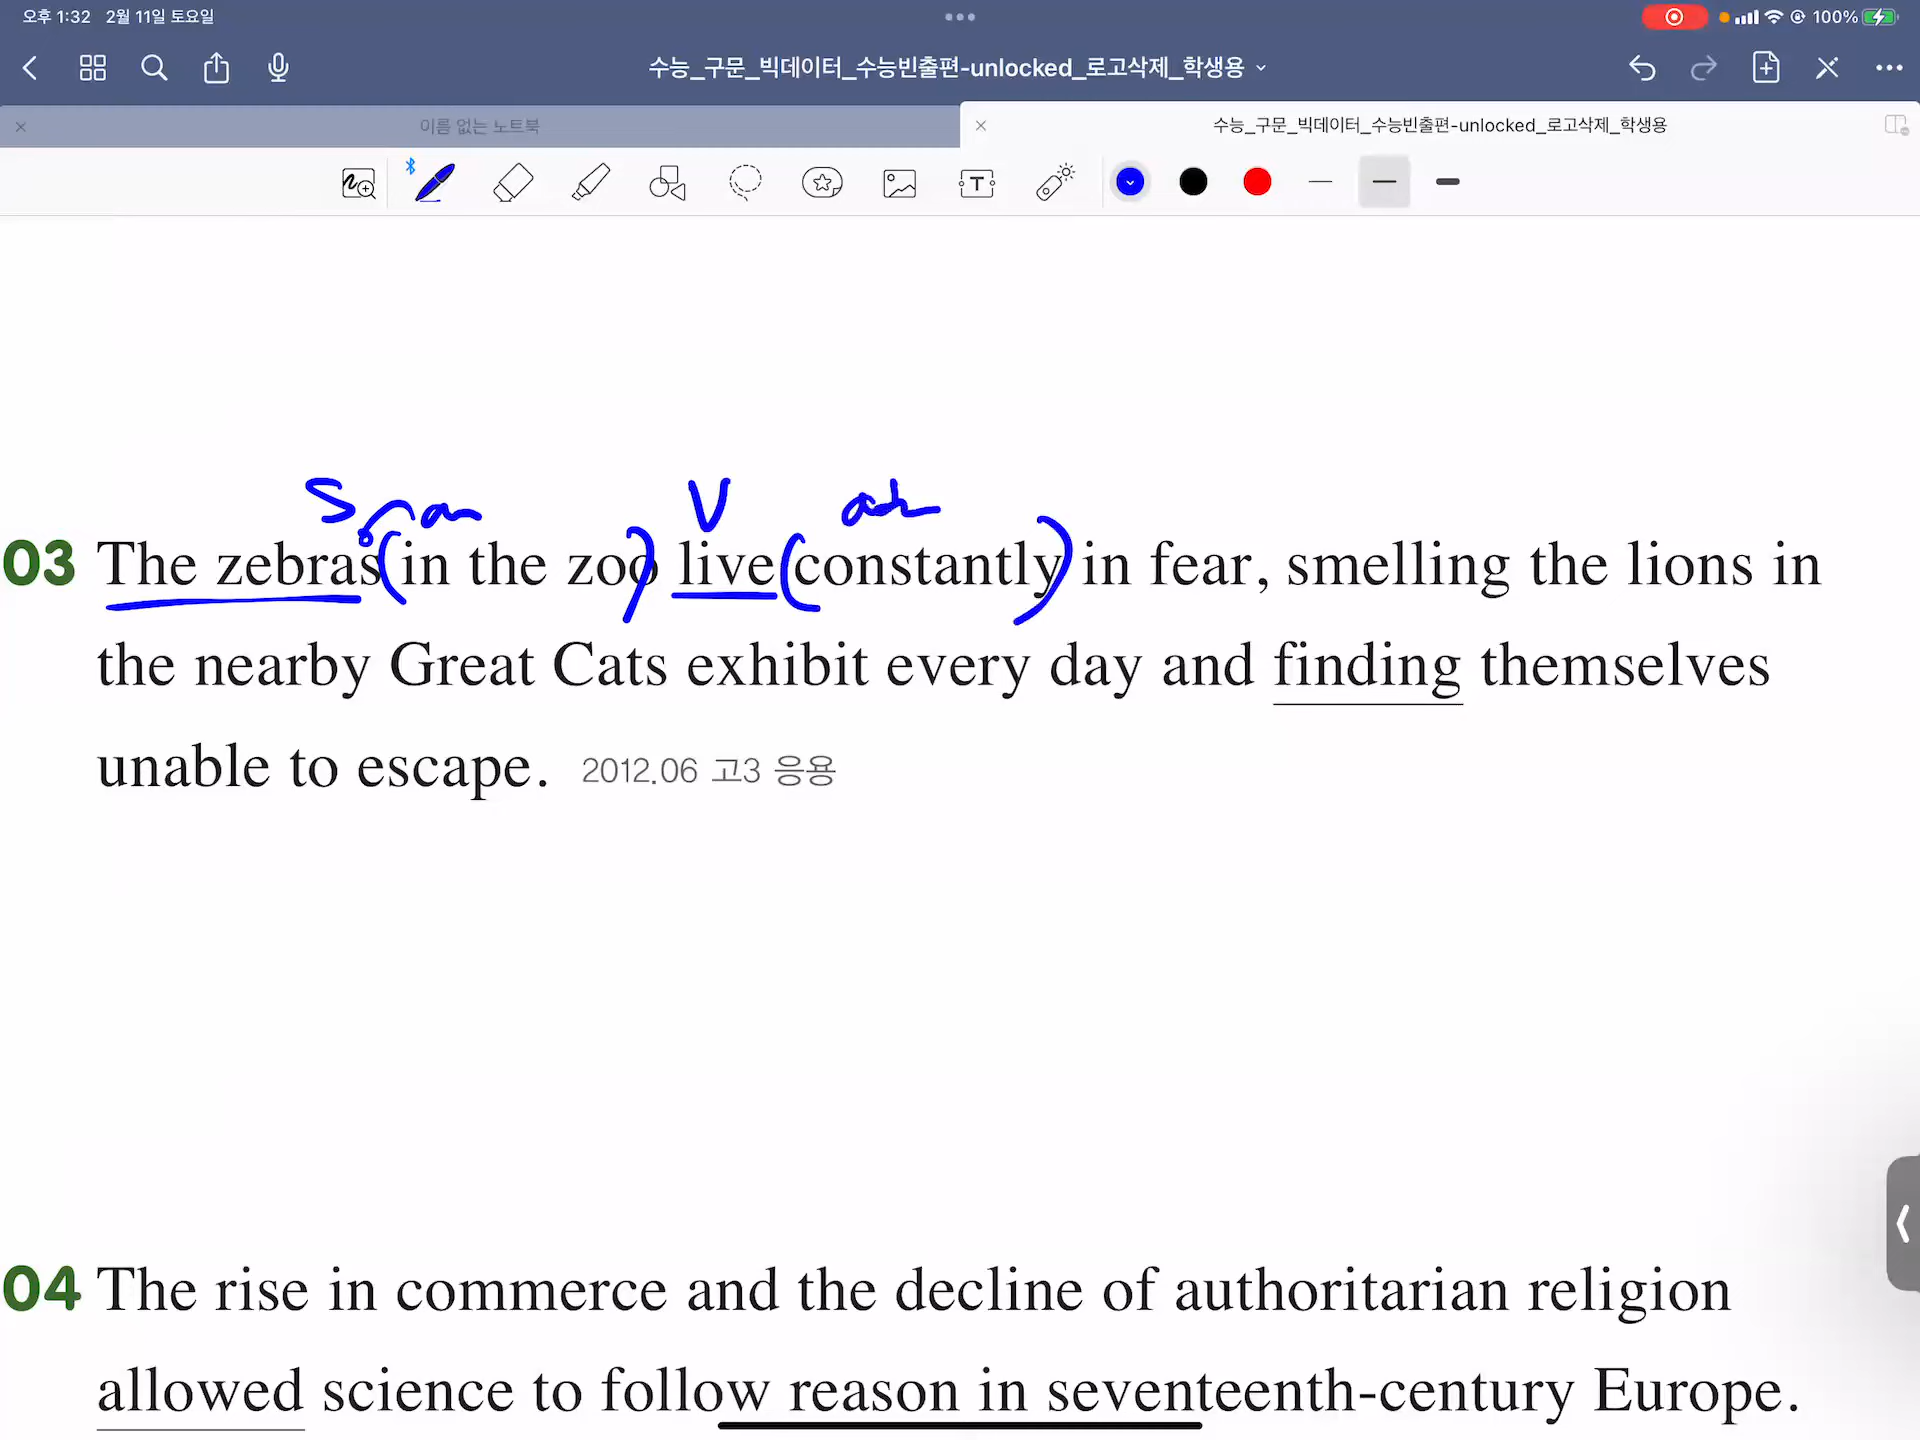 오후 1:32 2월 11일 토요일
100%
수능_구문_빅데이터_수능빈출편-unlocked_로고삭제_학생용
이름 없는 노트북
수능_구문_빅데이터_수능빈출편-unlocked_로고삭제_학생용
S V
03 The zebras (in the zoo) live (constantly) in fear, smelling the lions in
the nearby Great Cats exhibit every day and finding themselves
unable to escape. 2012.06 고3 응용
04 The rise in commerce and the decline of authoritarian religion
allowed science to follow reason in seventeenth-century Europe.